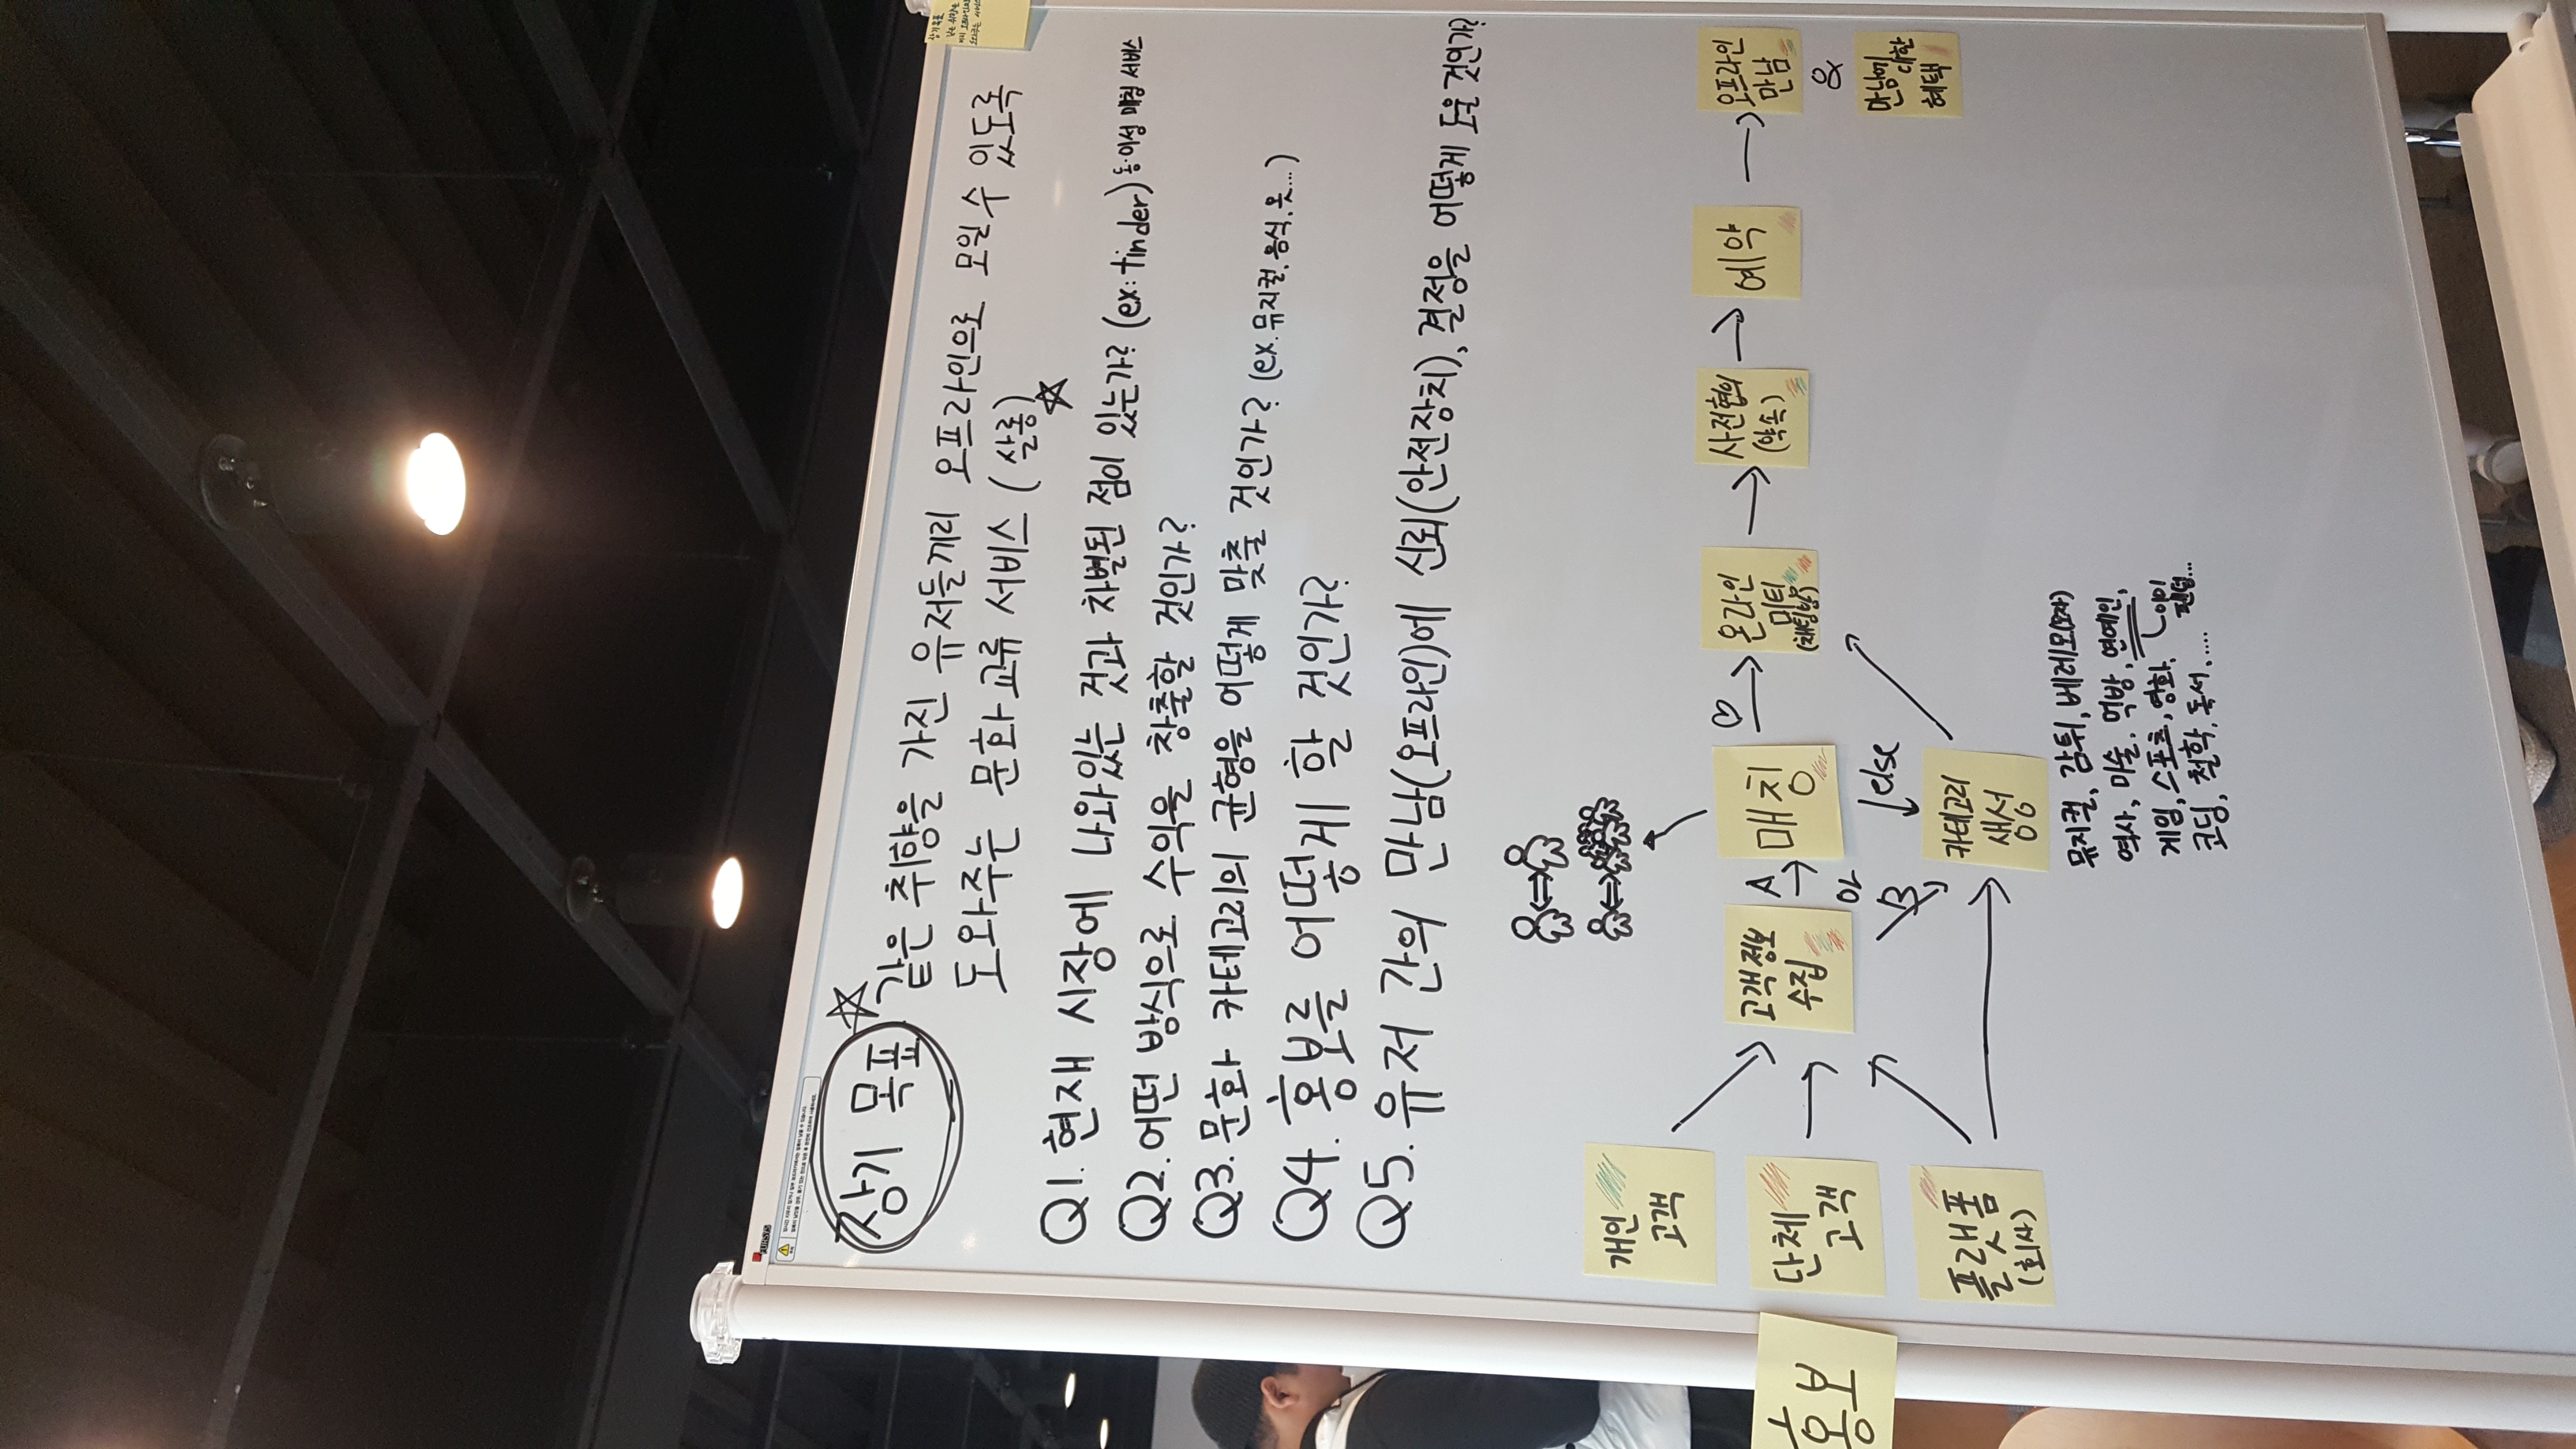 FURSYS
장기 목표
같은 취향을 가진 유저들끼리 오프라인으로 모일 수 있도록
도와주는 문화교류 서비스 (살롱)
Q1. 현재 시장에 나와있는 것과 차별된 점이 있는가? (ex: tinder) 동·이성 매칭 서비스
Q2. 어떤 방식으로 수익을 창출할 것인가?
Q3. 문화 카테고리의 균형을 어떻게 맞출 것인가? (ex. 뮤지컬, 음식, 옷...)
Q4. 홍보를 어떻게 할 것인가?
Q5. 유저 간의 만남(오프라인)에 신뢰(안전장치), 결정을 어떻게 도울 것인가?
장기목표
홍보
개인
고객
단체
고객
플랫폼
(회사)
고객정보
수집
A
or
B
매칭
else
카테고리
생성
온라인
미팅
(채팅방)
사전협의
(약속)
예약
오프라인
만남
&
만남에
대한
혜택
뮤지컬, 감튀, 베레모(모자)
역사, 미술, 먹방, 연예인,
게임, 스포츠, 영화,
팬덤...
코딩, 철학, 독서, ....